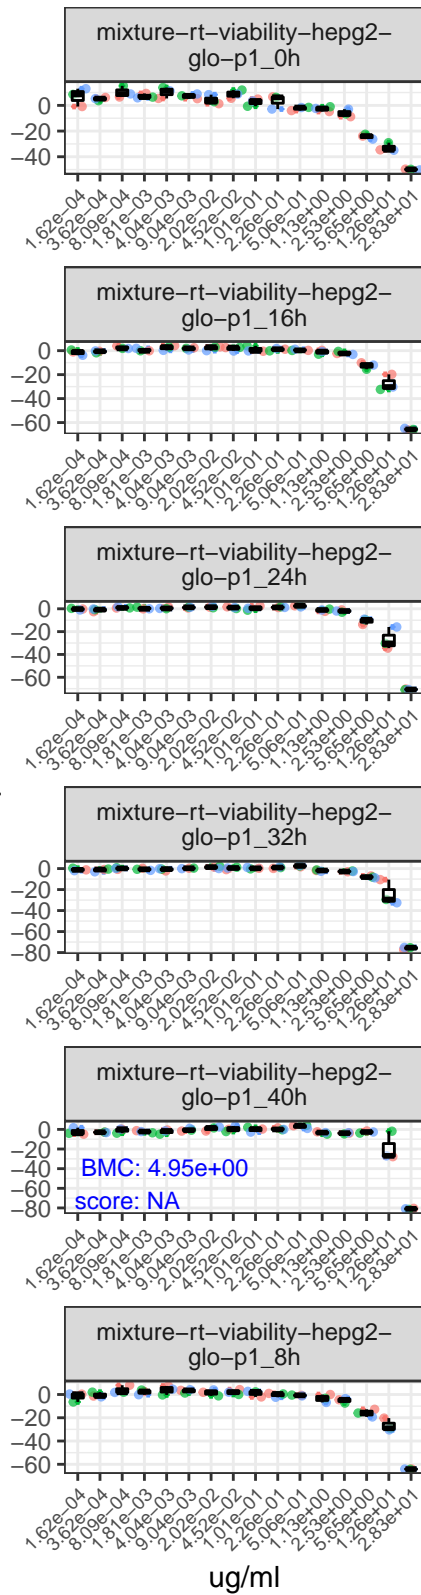 mixture−rt−viability−hepg2−
glo−p1_0h
0
−20
−40
1.62e−04
3.62e−04
8.09e−04
1.81e−03
4.04e−03
9.04e−03
2.02e−02
4.52e−02
1.01e−01
2.26e−01
5.06e−01
1.13e+00
2.53e+00
5.65e+00
1.26e+01
2.83e+01
mixture−rt−viability−hepg2−
glo−p1_16h
0
−20
−40
−60
1.62e−04
3.62e−04
8.09e−04
1.81e−03
4.04e−03
9.04e−03
2.02e−02
4.52e−02
1.01e−01
2.26e−01
5.06e−01
1.13e+00
2.53e+00
5.65e+00
1.26e+01
2.83e+01
mixture−rt−viability−hepg2−
glo−p1_24h
0
−20
−40
−60
1.62e−04
3.62e−04
8.09e−04
1.81e−03
4.04e−03
9.04e−03
2.02e−02
4.52e−02
1.01e−01
2.26e−01
5.06e−01
1.13e+00
2.53e+00
5.65e+00
1.26e+01
2.83e+01
mixture−rt−viability−hepg2−
glo−p1_32h
0
−20
−40
−60
−80
1.62e−04
3.62e−04
8.09e−04
1.81e−03
4.04e−03
9.04e−03
2.02e−02
4.52e−02
1.01e−01
2.26e−01
5.06e−01
1.13e+00
2.53e+00
5.65e+00
1.26e+01
2.83e+01
mixture−rt−viability−hepg2−
glo−p1_40h
0
−20
−40
−60
−80
BMC: 4.95e+00
score: NA
1.62e−04
3.62e−04
8.09e−04
1.81e−03
4.04e−03
9.04e−03
2.02e−02
4.52e−02
1.01e−01
2.26e−01
5.06e−01
1.13e+00
2.53e+00
5.65e+00
1.26e+01
2.83e+01
mixture−rt−viability−hepg2−
glo−p1_8h
0
−20
−40
−60
1.62e−04
3.62e−04
8.09e−04
1.81e−03
4.04e−03
9.04e−03
2.02e−02
4.52e−02
1.01e−01
2.26e−01
5.06e−01
1.13e+00
2.53e+00
5.65e+00
1.26e+01
2.83e+01
ug/ml